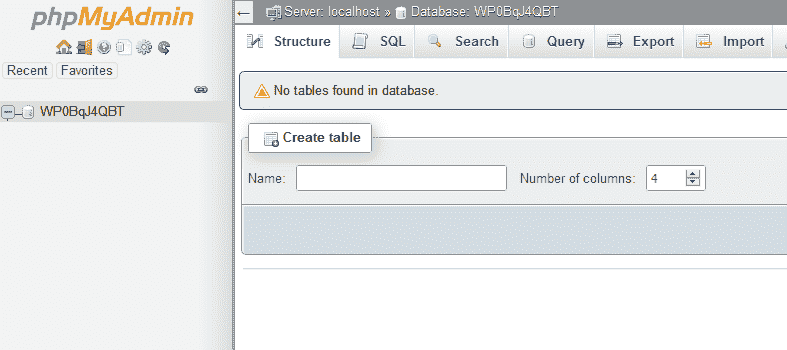 phpMyAdmin
Recent Favorites
WP0BqJ4QBT
Server: localhost » Database: WP0BqJ4QBT
Structure SQL Search Query Export Import
No tables found in database.
Create table
Name: Number of columns: 4